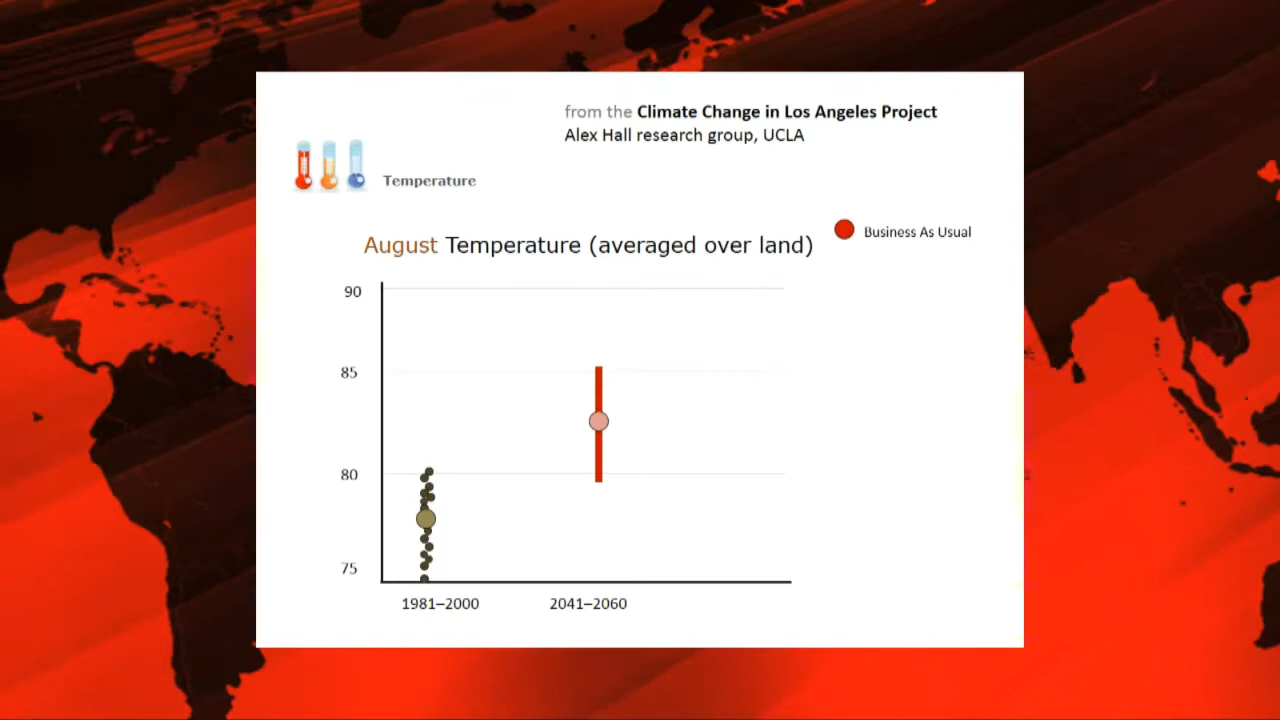 from the Climate Change in Los Angeles Project
Alex Hall research group, UCLA
Temperature
Business As Usual
August Temperature (averaged over land)
90
85
80
75
1981–2000 2041–2060